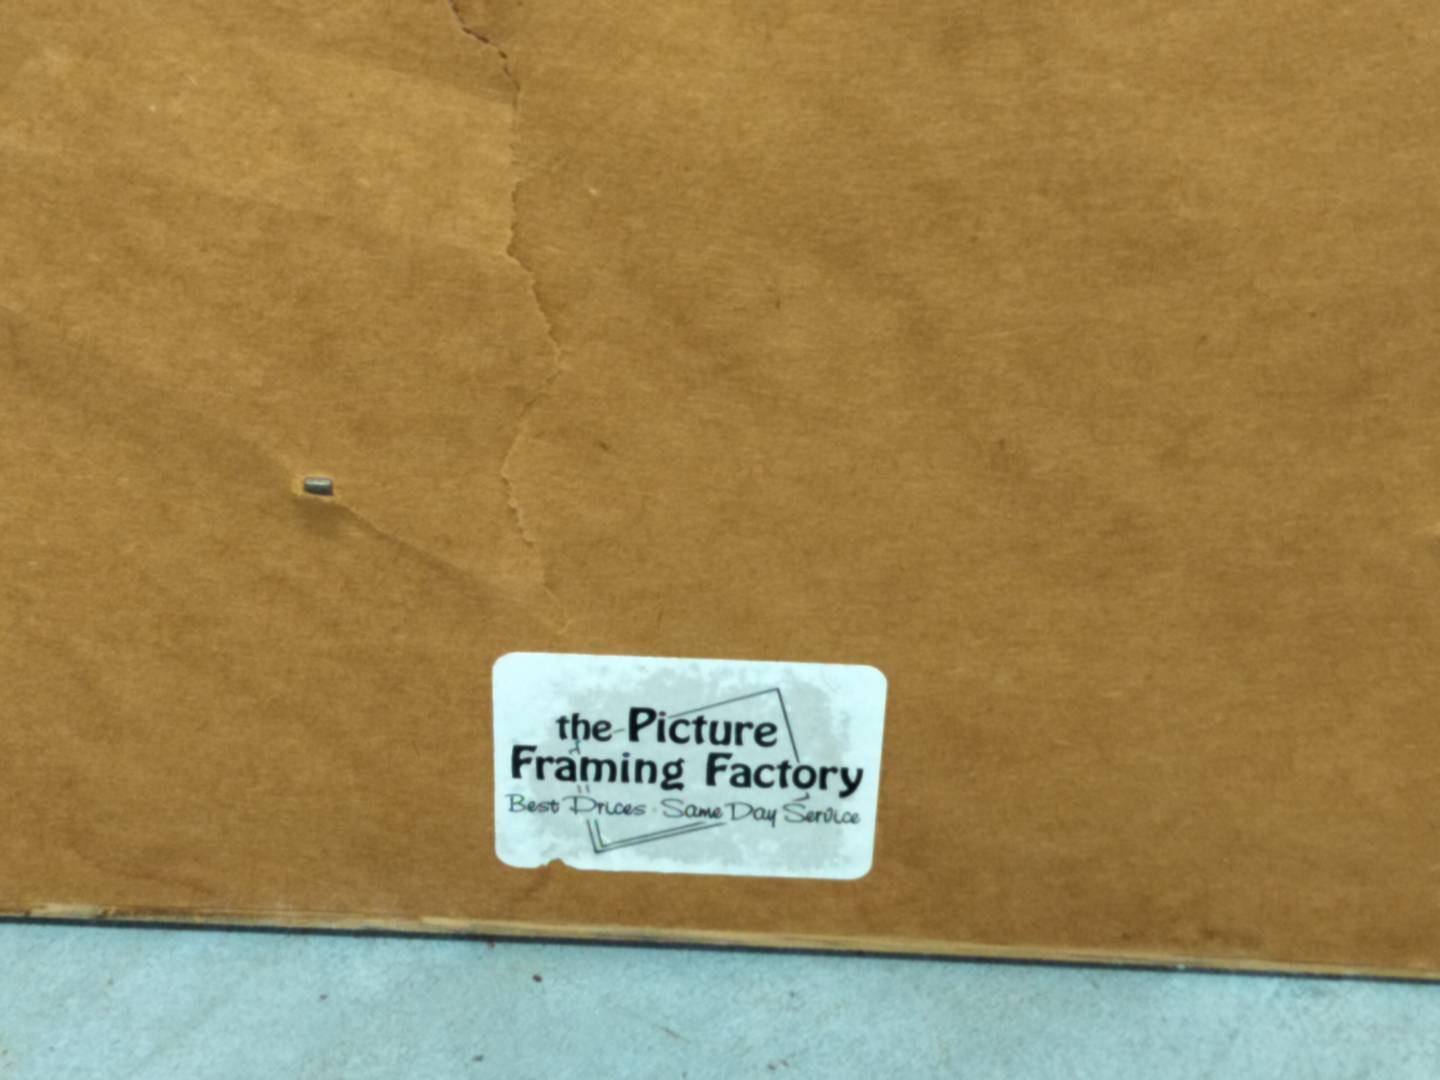 the Picture
Framing Factory
Best Prices · Same Day Service